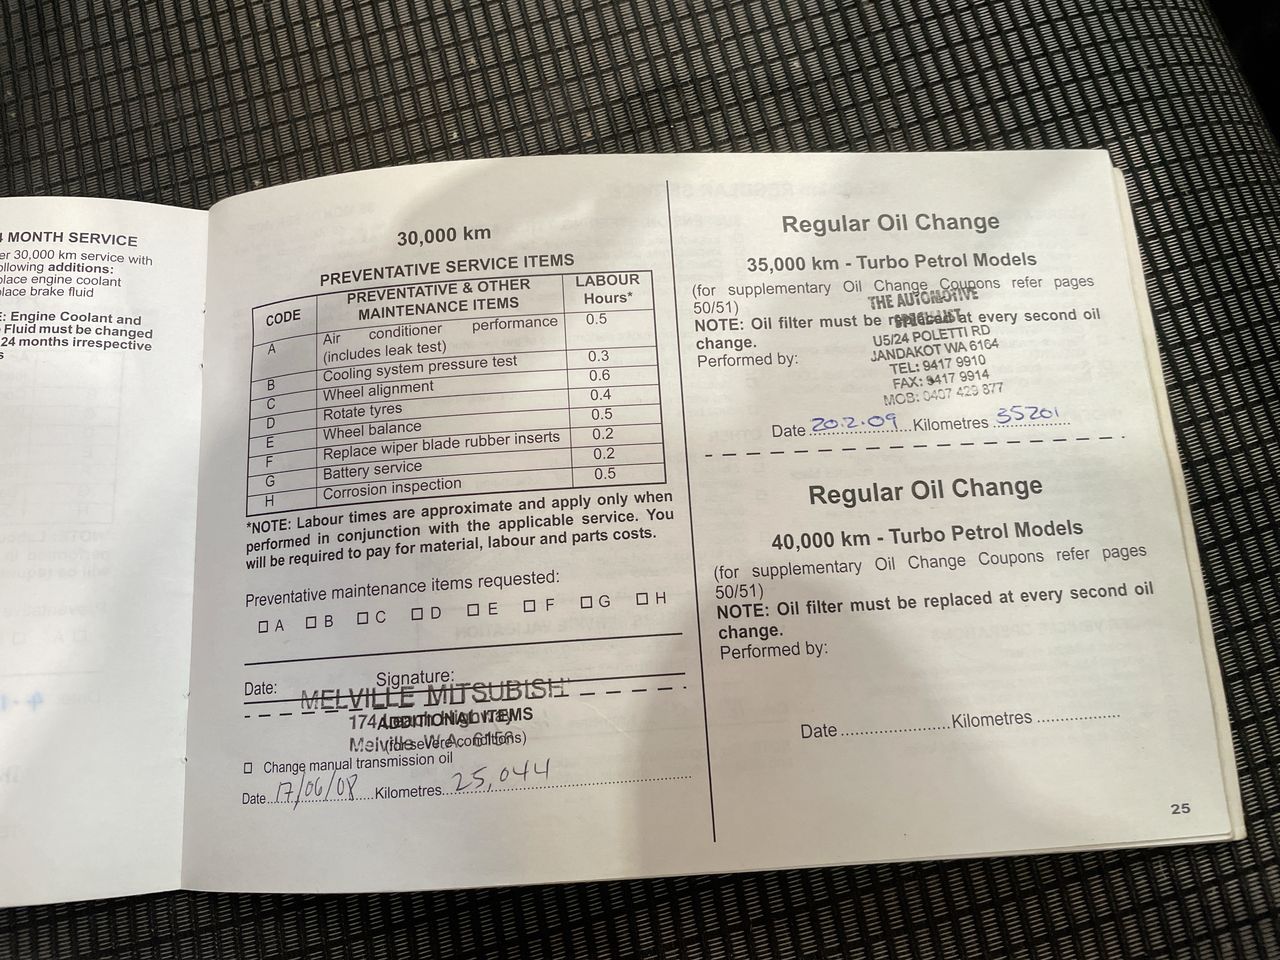 MONTH SERVICE
er 30,000 km service with
ollowing additions:
place engine coolant
lace brake fluid
E: Engine Coolant and
Fluid must be changed
24 months irrespective
s
30,000 km
PREVENTATIVE SERVICE ITEMS
CODE PREVENTATIVE & OTHER MAINTENANCE ITEMS LABOUR Hours*
A Air conditioner performance (includes leak test) 0.5
B Cooling system pressure test 0.3
C Wheel alignment 0.6
D Rotate tyres 0.4
E Wheel balance 0.5
F Replace wiper blade rubber inserts 0.2
G Battery service 0.2
H Corrosion inspection 0.5
*NOTE: Labour times are approximate and apply only when
performed in conjunction with the applicable service. You
will be required to pay for material, labour and parts costs.
Preventative maintenance items requested:
A B C D E F G H
Date: Signature:
MELVILLE MITSUBISHI
ADDITIONAL ITEMS
174 Leach Highway
(for severe conditions)
Melville W.A. 6156
Change manual transmission oil
Date 17/06/08 Kilometres 25,044
Regular Oil Change
35,000 km - Turbo Petrol Models
(for supplementary Oil Change Coupons refer pages
50/51)
NOTE: Oil filter must be replaced at every second oil
change.
Performed by:
THE AUTOMOTIVE
SPECIALIST
U5/24 POLETTI RD
JANDAKOT WA 6164
TEL: 9417 9910
FAX: 9417 9914
MOB: 0407 429 877
Date 20.2.09 Kilometres 35201
Regular Oil Change
40,000 km - Turbo Petrol Models
(for supplementary Oil Change Coupons refer pages
50/51)
NOTE: Oil filter must be replaced at every second oil
change.
Performed by:
Date Kilometres
25